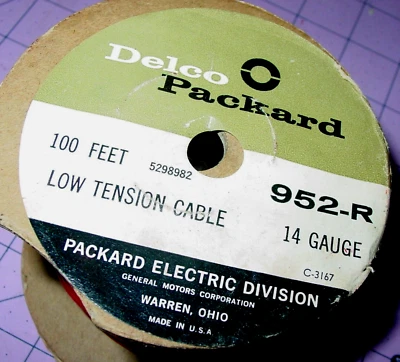 Delco
Packard
100 FEET 5298982 952-R
LOW TENSION CABLE 14 GAUGE
C-3167
PACKARD ELECTRIC DIVISION
GENERAL MOTORS CORPORATION
WARREN, OHIO
MADE IN U.S.A